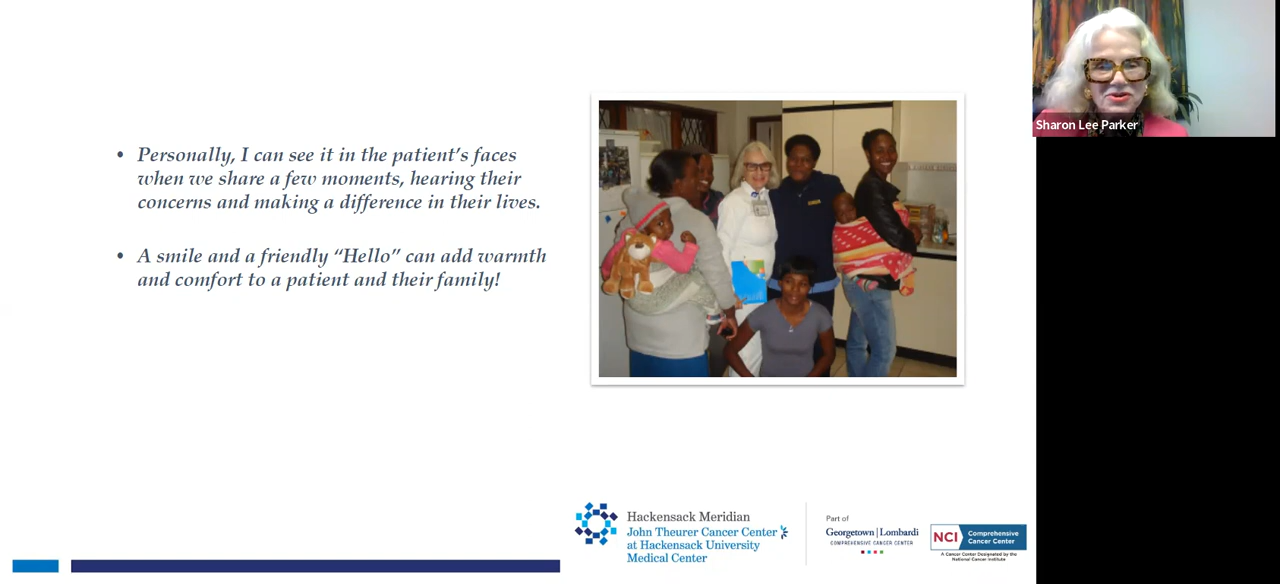 • Personally, I can see it in the patient's faces
when we share a few moments, hearing their
concerns and making a difference in their lives.
• A smile and a friendly “Hello” can add warmth
and comfort to a patient and their family!
Sharon Lee Parker
Hackensack Meridian
John Theurer Cancer Center
at Hackensack University
Medical Center
Part of
Georgetown | Lombardi
COMPREHENSIVE CANCER CENTER
NCI
Comprehensive
Cancer Center
A Cancer Center Designated by the
National Cancer Institute